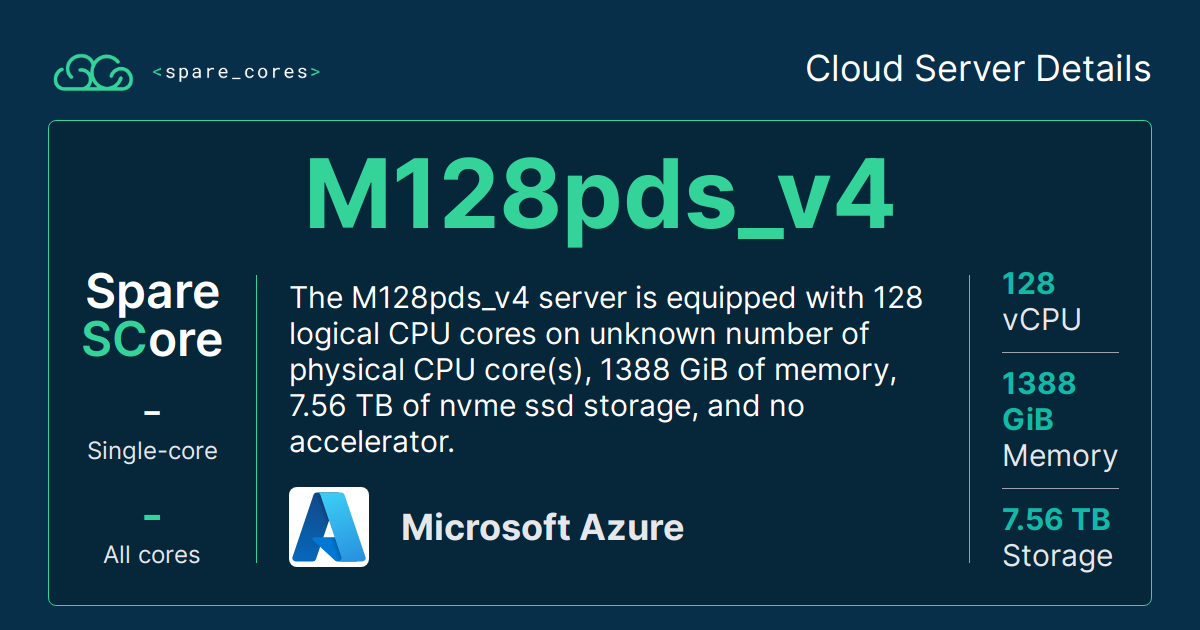 <spare_cores>
Cloud Server Details
M128pds_v4
Spare
SCore
–
Single-core
–
All cores
The M128pds_v4 server is equipped with 128
logical CPU cores on unknown number of
physical CPU core(s), 1388 GiB of memory,
7.56 TB of nvme ssd storage, and no
accelerator.
Microsoft Azure
128
vCPU
1388
GiB
Memory
7.56 TB
Storage